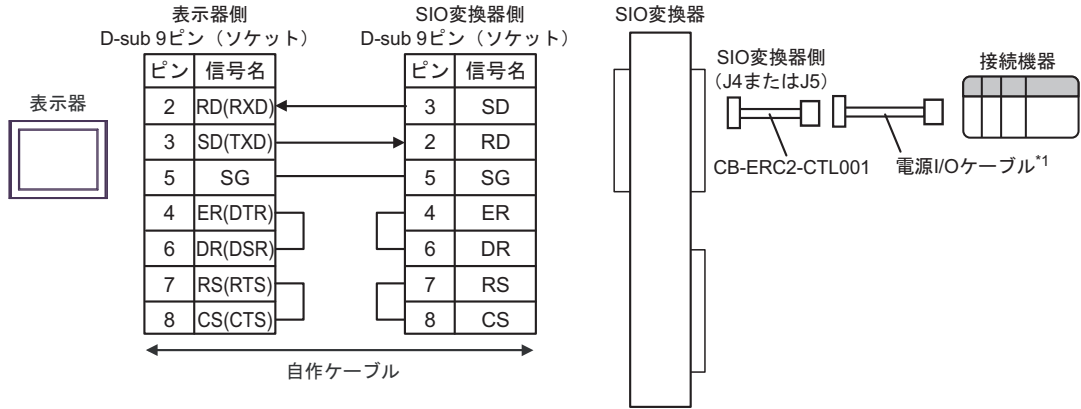 表示器
表示器側
D-sub 9ピン（ソケット）
ピン 信号名
2 RD(RXD)
3 SD(TXD)
5 SG
4 ER(DTR)
6 DR(DSR)
7 RS(RTS)
8 CS(CTS)
SIO変換器側
D-sub 9ピン（ソケット）
ピン 信号名
3 SD
2 RD
5 SG
4 ER
6 DR
7 RS
8 CS
自作ケーブル
SIO変換器
SIO変換器側
（J4またはJ5）
CB-ERC2-CTL001
電源I/Oケーブル*1
接続機器